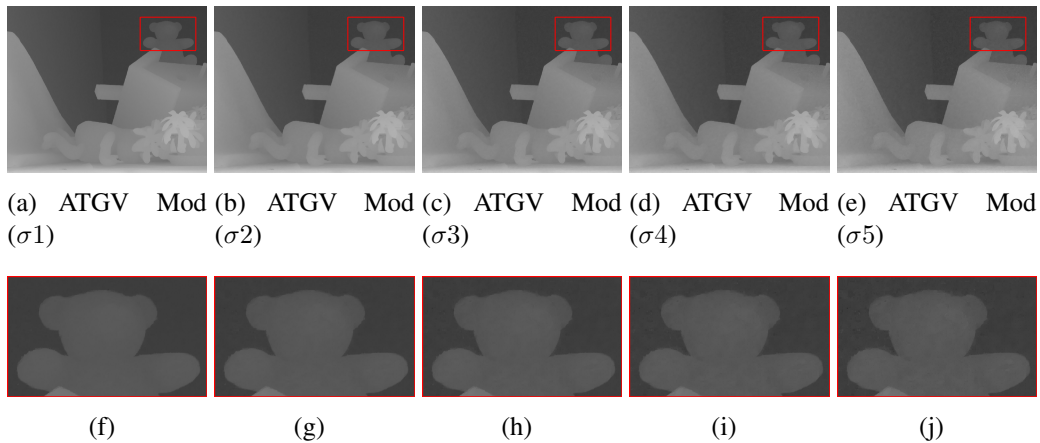 (a) ATGV Mod (b) ATGV Mod (c) ATGV Mod (d) ATGV Mod (e) ATGV Mod
(σ1) (σ2) (σ3) (σ4) (σ5)
(f) (g) (h) (i) (j)